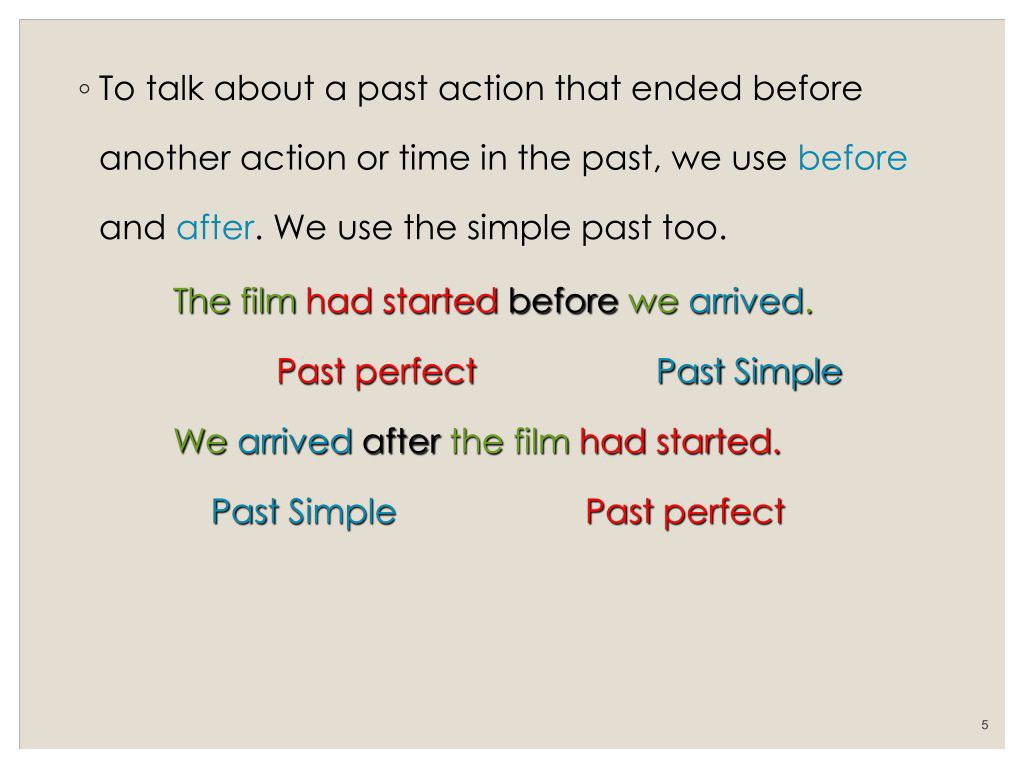 ◦ To talk about a past action that ended before
another action or time in the past, we use before
and after. We use the simple past too.
The film had started before we arrived.
Past perfect Past Simple
We arrived after the film had started.
Past Simple Past perfect
5